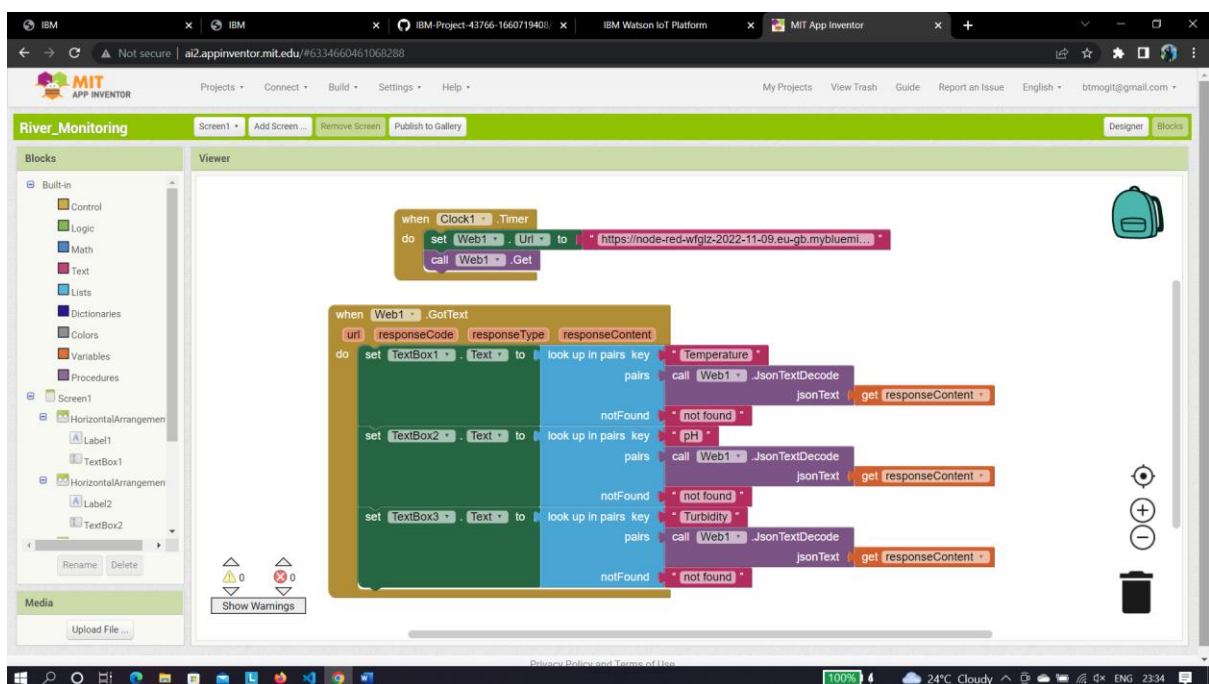 IBM
IBM
IBM-Project-43766-1660719408/
IBM Watson IoT Platform
MIT App Inventor
Not secure | ai2.appinventor.mit.edu/#6334660461068288
MIT
APP INVENTOR
Projects Connect Build Settings Help My Projects View Trash Guide Report an Issue English btmogit@gmail.com
River_Monitoring Screen1 Add Screen ... Remove Screen Publish to Gallery Designer Blocks
Blocks
Viewer
Built-in
Control
Logic
Math
Text
Lists
Dictionaries
Colors
Variables
Procedures
Screen1
HorizontalArrangemen
Label1
TextBox1
HorizontalArrangemen
Label2
TextBox2
Rename Delete
Media
Upload File ...
when Clock1 .Timer
do set Web1 . Url to " https://node-red-wfglz-2022-11-09.eu-gb.mybluemi... "
call Web1 .Get
when Web1 .GotText
url responseCode responseType responseContent
do set TextBox1 . Text to look up in pairs key " Temperature "
pairs call Web1 .JsonTextDecode
jsonText get responseContent
notFound " not found "
set TextBox2 . Text to look up in pairs key " pH "
pairs call Web1 .JsonTextDecode
jsonText get responseContent
notFound " not found "
set TextBox3 . Text to look up in pairs key " Turbidity "
pairs call Web1 .JsonTextDecode
jsonText get responseContent
notFound " not found "
0 0
Show Warnings
Privacy Policy and Terms of Use
100% 24°C Cloudy ENG 23:34